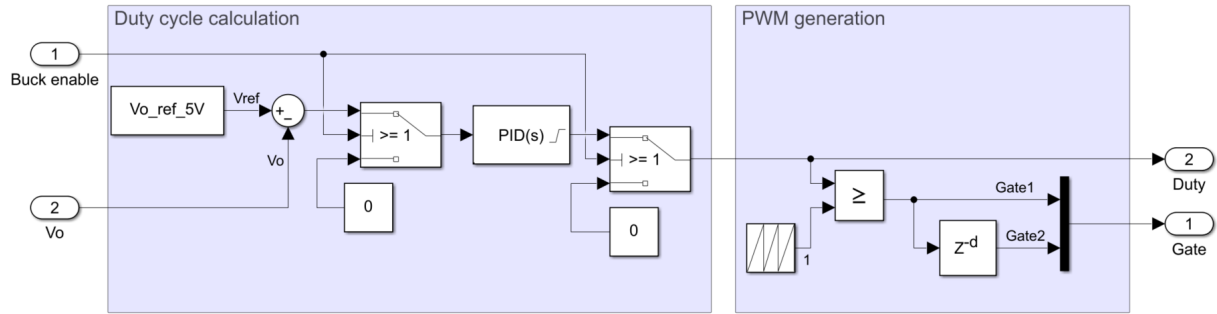 Duty cycle calculation
PWM generation
1
Buck enable
Vo_ref_5V
Vref
+
-
>= 1
PID(s)
>= 1
Vo
2
Vo
0
0
≥
1
Gate1
Z-d
Gate2
2
Duty
1
Gate